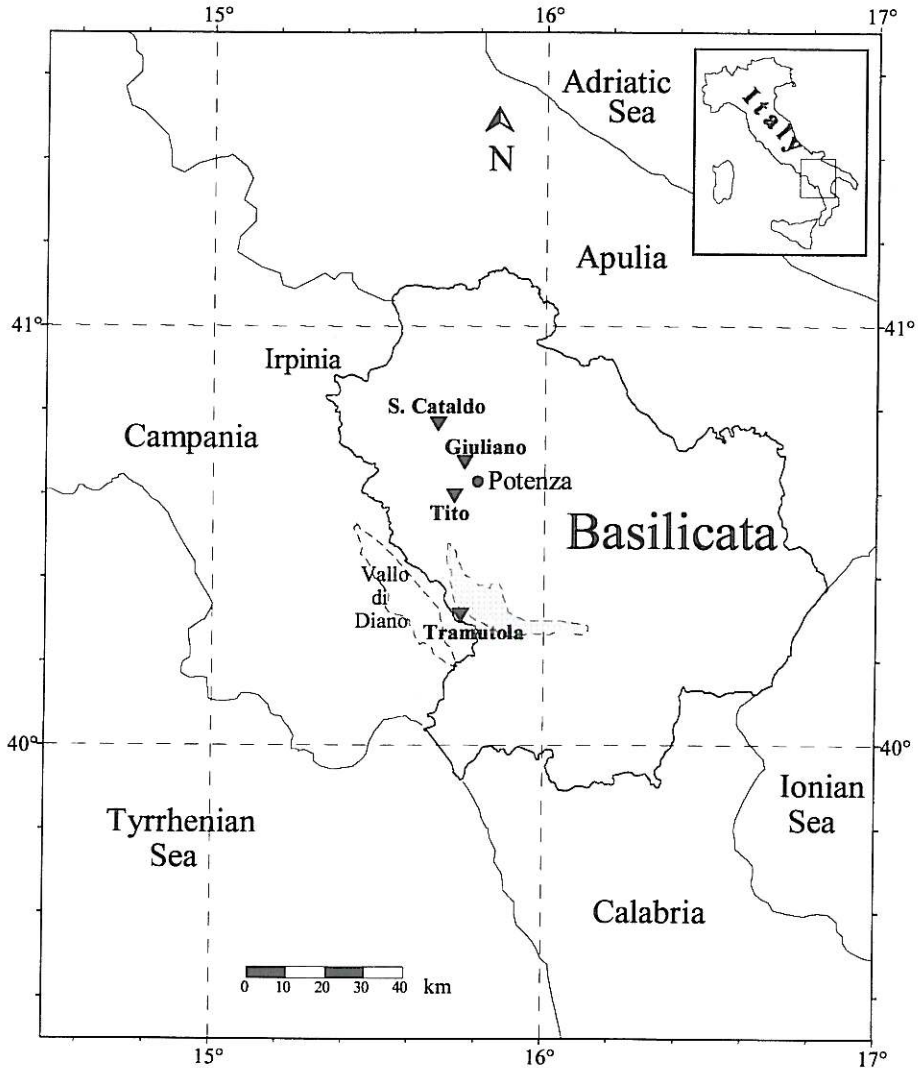 15°
16°
17°
Adriatic
Sea
Italy
N
Apulia
41°
41°
Irpinia
S. Cataldo
Campania
Giuliano
Potenza
Tito
Basilicata
Vallo
di
Diano
Tramutola
40°
40°
Ionian
Sea
Tyrrhenian
Sea
Calabria
0 10 20 30 40 km
15°
16°
17°